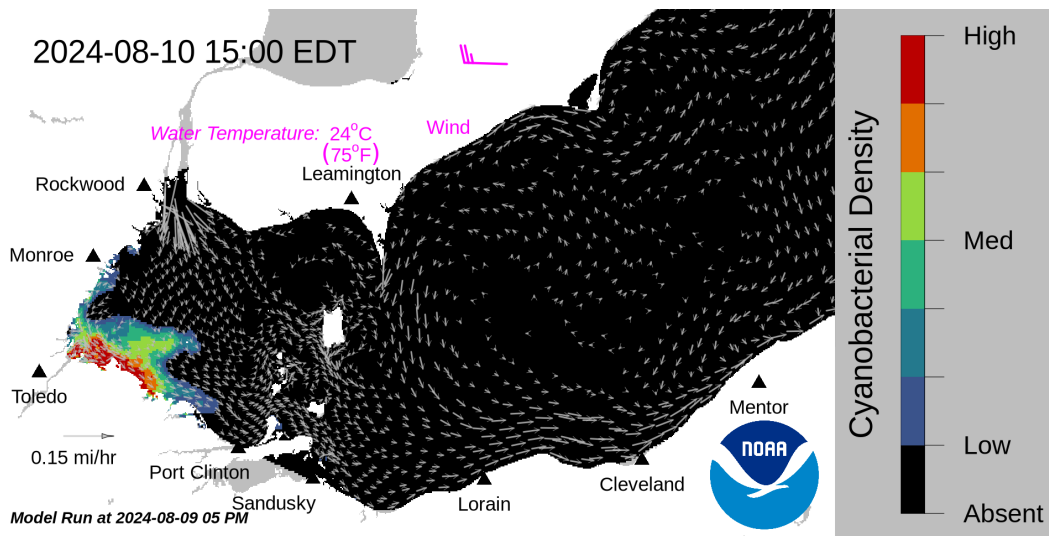 2024-08-10 15:00 EDT
Wind
Water Temperature: 24°C
(75°F)
Leamington
Rockwood
Monroe
Toledo
0.15 mi/hr
Port Clinton
Sandusky
Lorain
Cleveland
Mentor
NOAA
Model Run at 2024-08-09 05 PM
Cyanobacterial Density
High
Med
Low
Absent